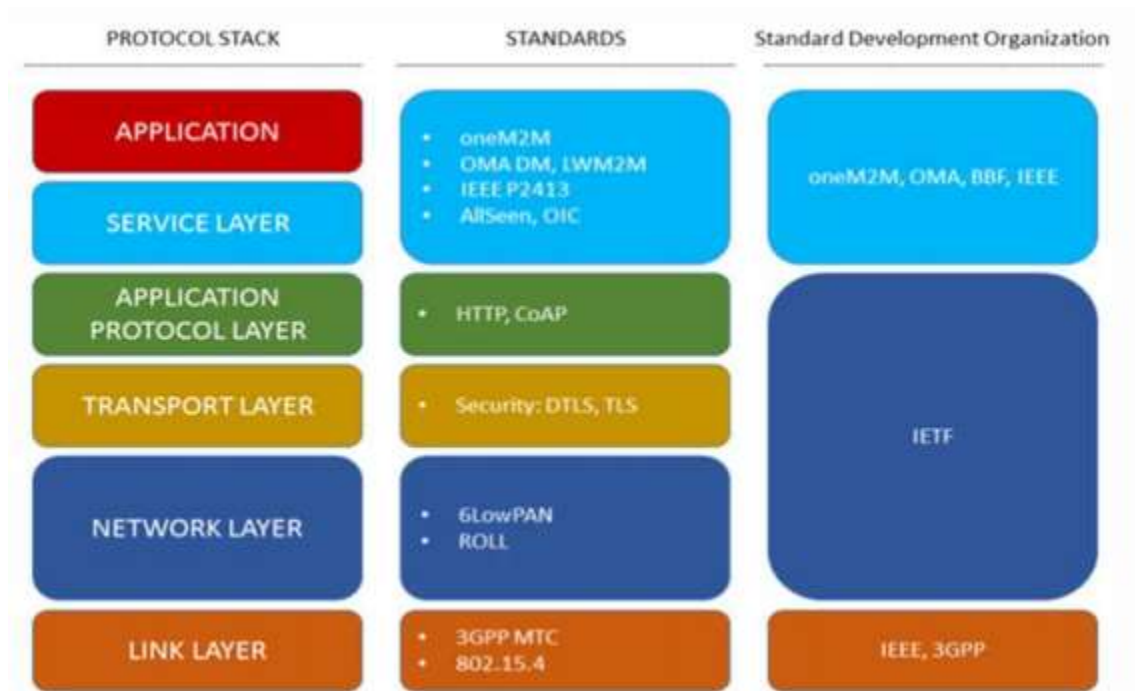 PROTOCOL STACK
STANDARDS
Standard Development Organization
APPLICATION
SERVICE LAYER
• oneM2M
• OMA DM, LWM2M
• IEEE P2413
• AllSeen, OIC
oneM2M, OMA, BBF, IEEE
APPLICATION
PROTOCOL LAYER
• HTTP, CoAP
TRANSPORT LAYER
• Security: DTLS, TLS
IETF
NETWORK LAYER
• 6LowPAN
• ROLL
LINK LAYER
• 3GPP MTC
• 802.15.4
IEEE, 3GPP